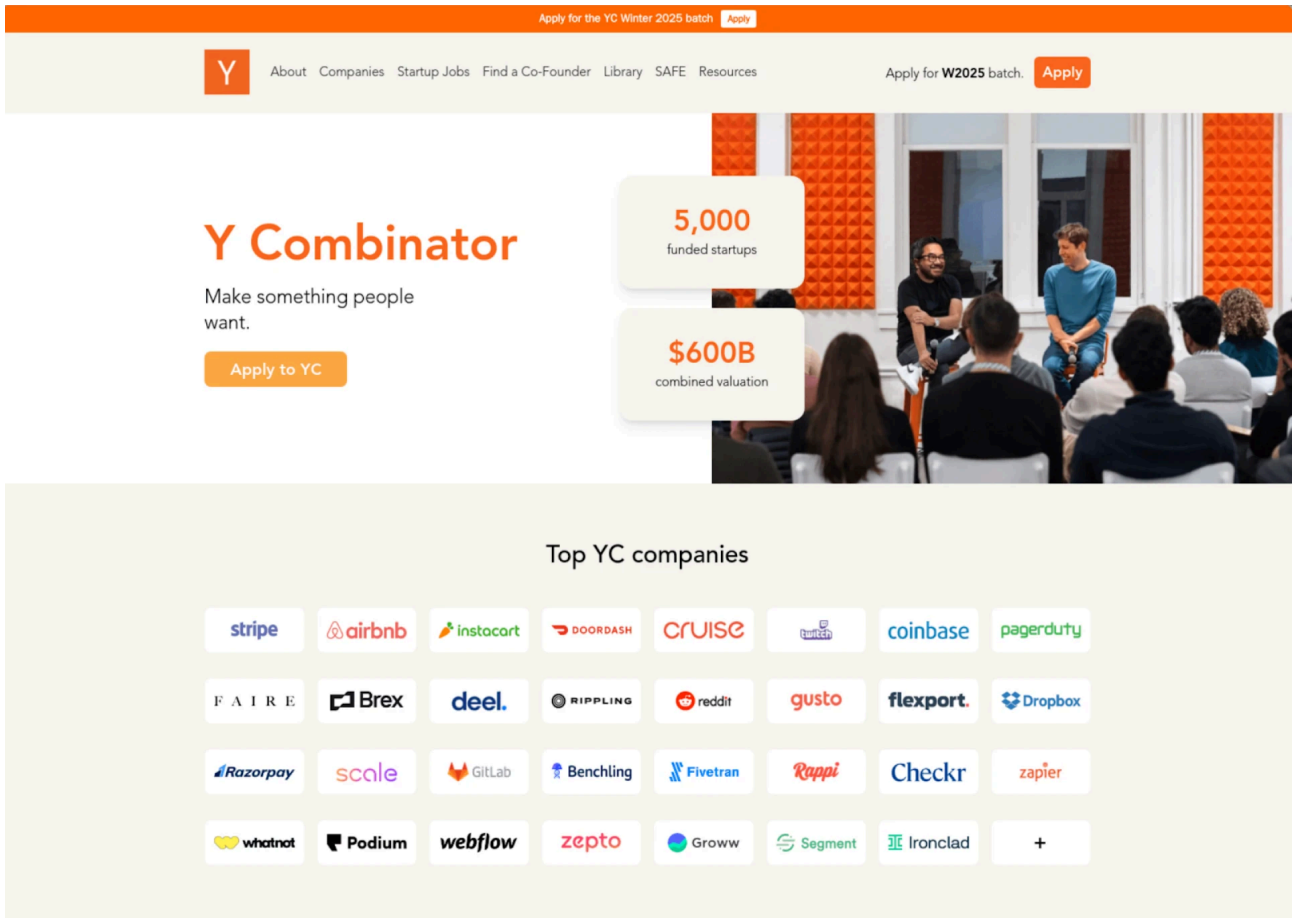 Apply for the YC Winter 2025 batch Apply
Y About Companies Startup Jobs Find a Co-Founder Library SAFE Resources Apply for W2025 batch. Apply
5,000
funded startups
Y Combinator
Make something people
want.
Apply to YC
$600B
combined valuation
Top YC companies
stripe airbnb instacart DOORDASH cruise twitch coinbase pagerduty
FAIRE Brex deel. RIPPLING reddit gusto flexport. Dropbox
Razorpay scale GitLab Benchling Fivetran Rappi Checkr zapier
whatnot Podium webflow zepto Groww Segment Ironclad +